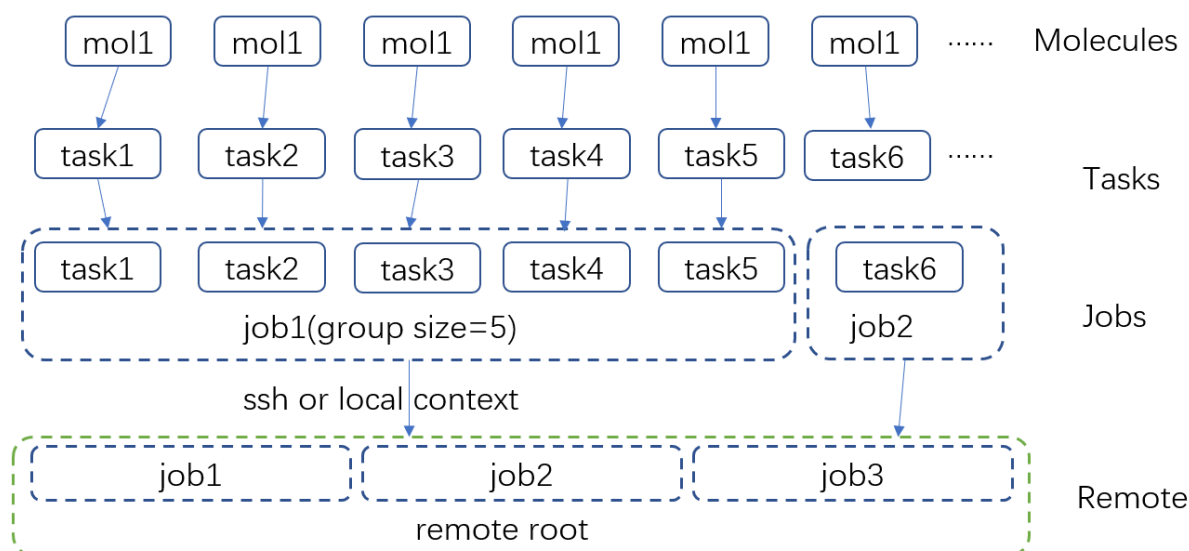 mol1 mol1 mol1 mol1 mol1 mol1 ...... Molecules
task1 task2 task3 task4 task5 task6 ......
Tasks
task1 task2 task3 task4 task5 task6
job1(group size=5) job2 Jobs
ssh or local context
job1 job2 job3
Remote
remote root